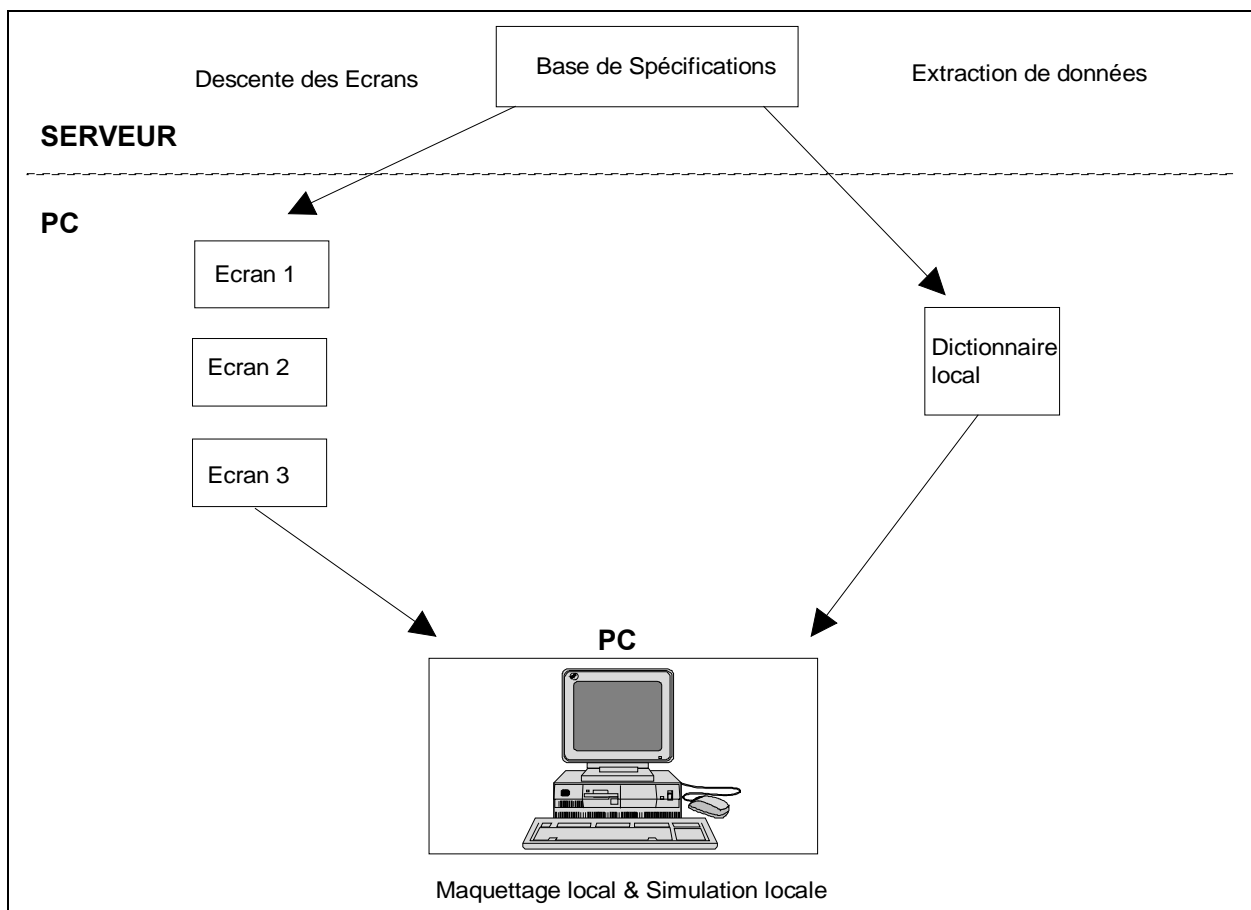 Descente des Ecrans
Base de Spécifications
Extraction de données
SERVEUR
PC
Ecran 1
Ecran 2
Ecran 3
Dictionnaire
local
PC
Maquettage local & Simulation locale